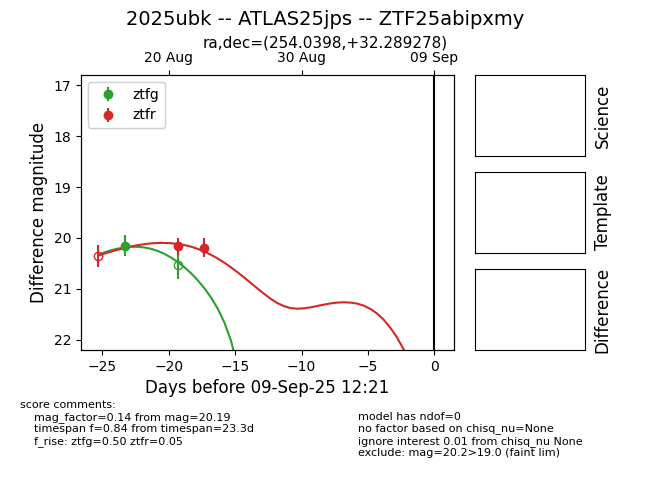 2025ubk -- ATLAS25jps -- ZTF25abipxmy
ra,dec=(254.0398,+32.289278)
20 Aug 30 Aug 09 Sep
17
18
19
20
21
22
Difference magnitude
ztfg
ztfr
−25 −20 −15 −10 −5 0
Days before 09-Sep-25 12:21
Science
Template
Difference
score comments:
mag_factor=0.14 from mag=20.19
timespan f=0.84 from timespan=23.3d
f_rise: ztfg=0.50 ztfr=0.05
model has ndof=0
no factor based on chisq_nu=None
ignore interest 0.01 from chisq_nu None
exclude: mag=20.2>19.0 (faint lim)